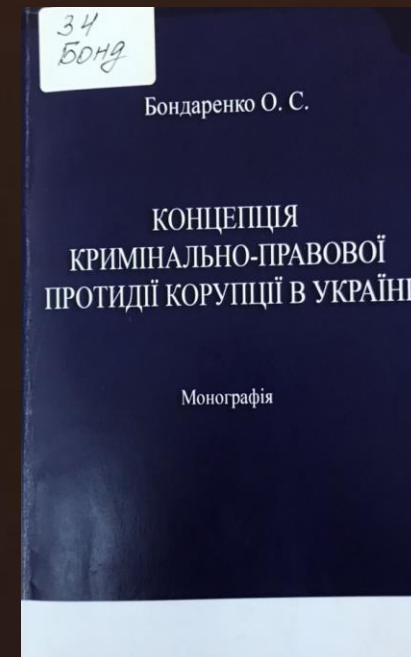 34
Бонд
Бондаренко О. С.
КОНЦЕПЦІЯ
КРИМІНАЛЬНО-ПРАВОВОЇ
ПРОТИДІЇ КОРУПЦІЇ В УКРАЇНІ
Монографія